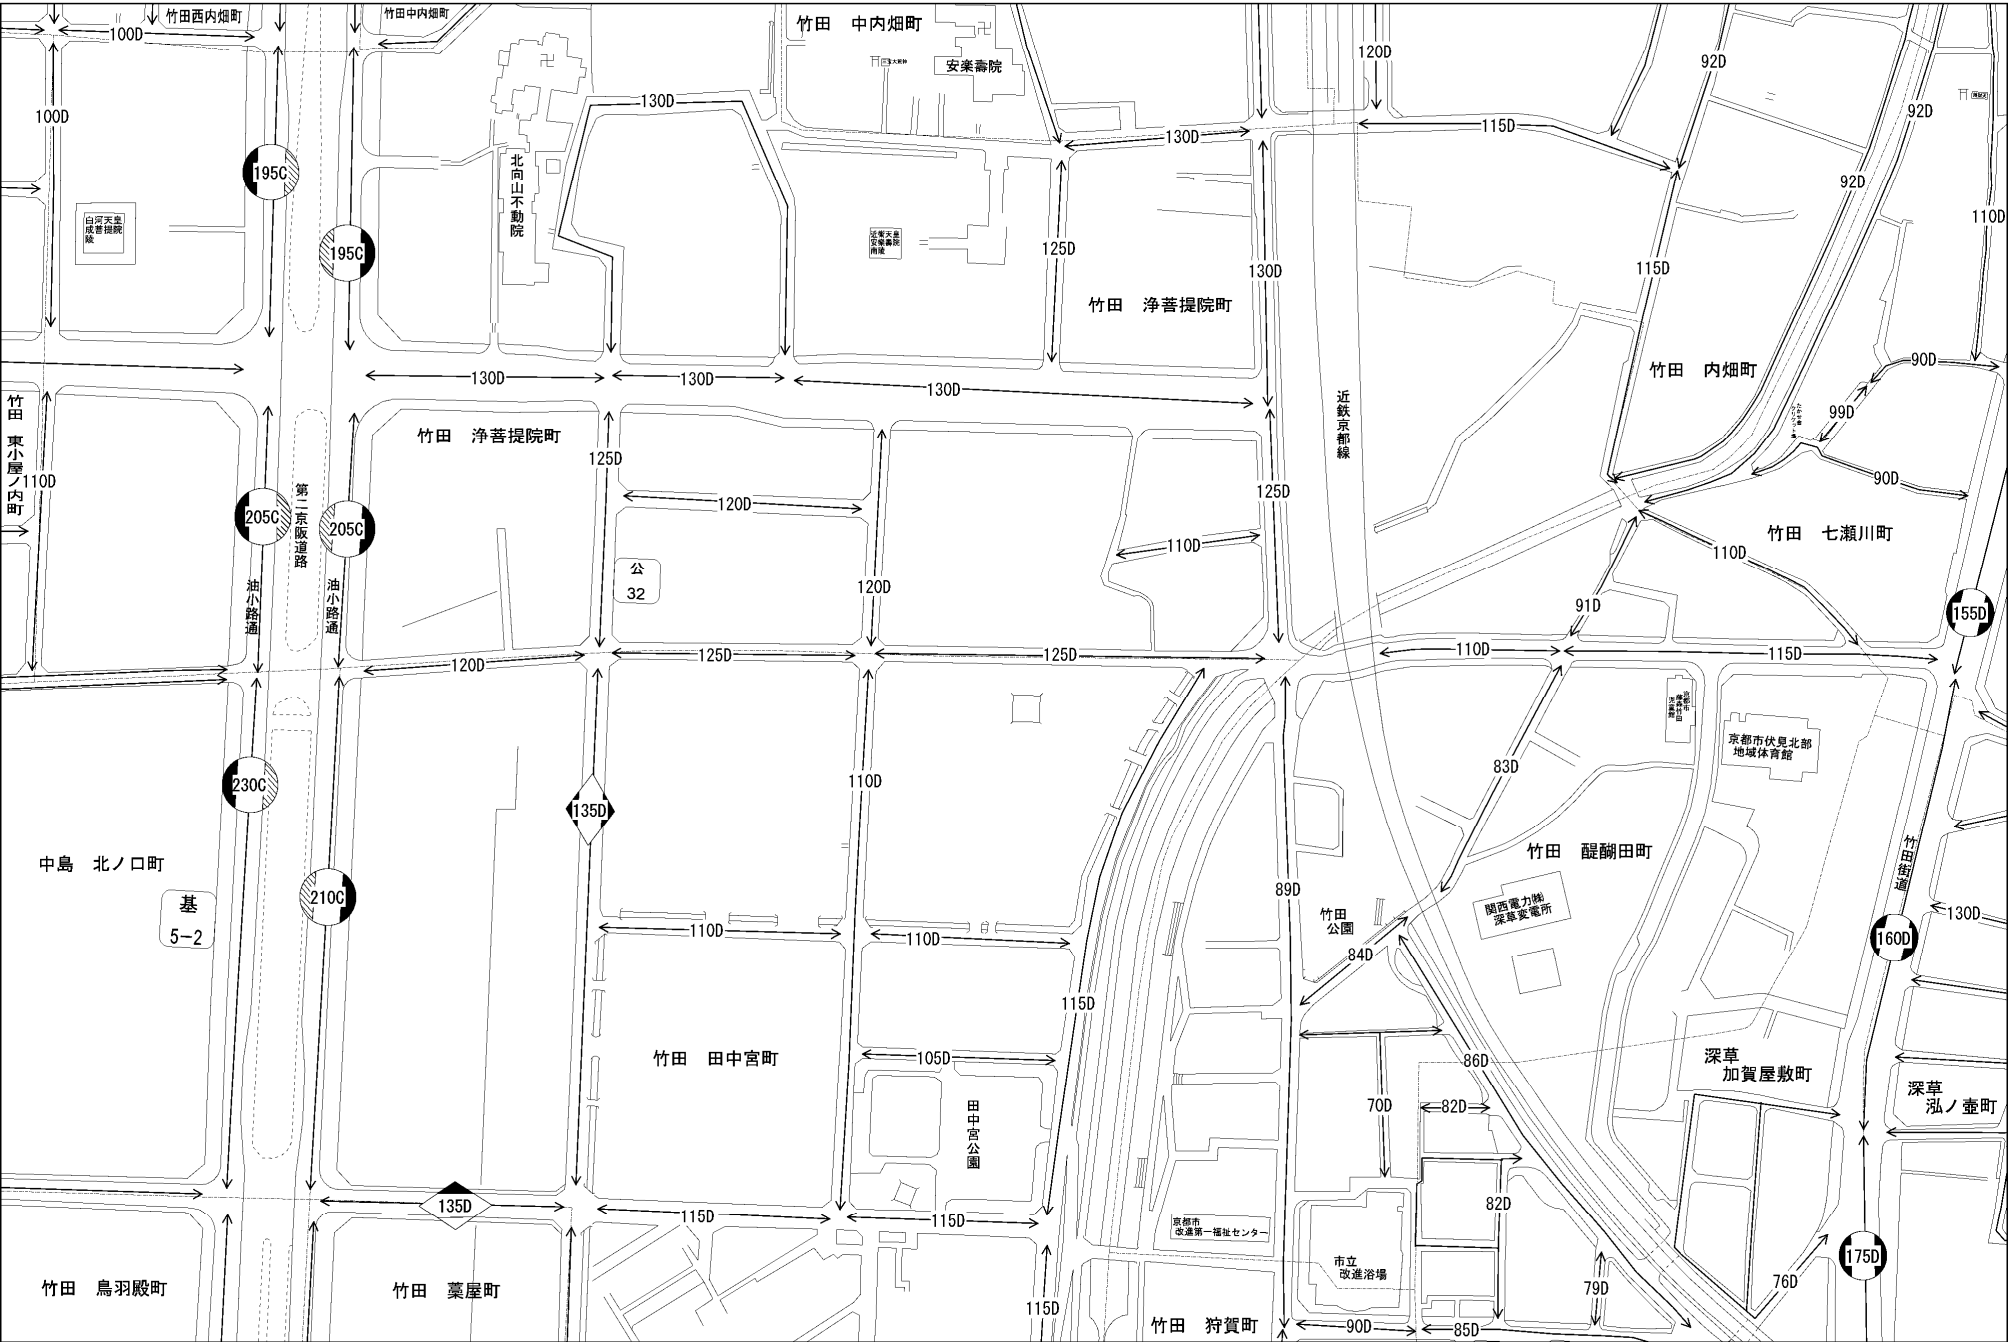 竹田西内畑町
竹田中内畑町
竹田　中内畑町
100D
120D
92D
安楽壽院
100D
130D
92D
130D
115D
195C
北向山不動院
92D
白河天皇
成菩提院
陵
195C
近衛天皇
安楽壽院
南陵
125D
130D
115D
110D
竹田　浄菩提院町
130D
130D
130D
竹田　内畑町
90D
近鉄京都線
99D
竹田　東小屋ノ内町
竹田　浄菩提院町
125D
110D
120D
125D
90D
205C
第二京阪道路
205C
竹田　七瀬川町
110D
110D
公
32
120D
油小路通
油小路通
91D
155D
120D
125D
125D
110D
115D
京都市
児童館
京都市伏見北部
地域体育館
230C
135D
110D
83D
中島　北ノ口町
竹田　醍醐田町
竹田街道
210C
89D
基
5-2
竹田
公園
関西電力㈱
深草変電所
130D
110D
110D
160D
84D
115D
竹田　田中宮町
105D
86D
深草
加賀屋敷町
深草
泓ノ壺町
田中宮公園
70D
82D
135D
115D
115D
82D
京都市
改進第一福祉センター
175D
竹田　鳥羽殿町
竹田　藁屋町
市立
改進浴場
79D
76D
115D
竹田　狩賀町
90D
85D